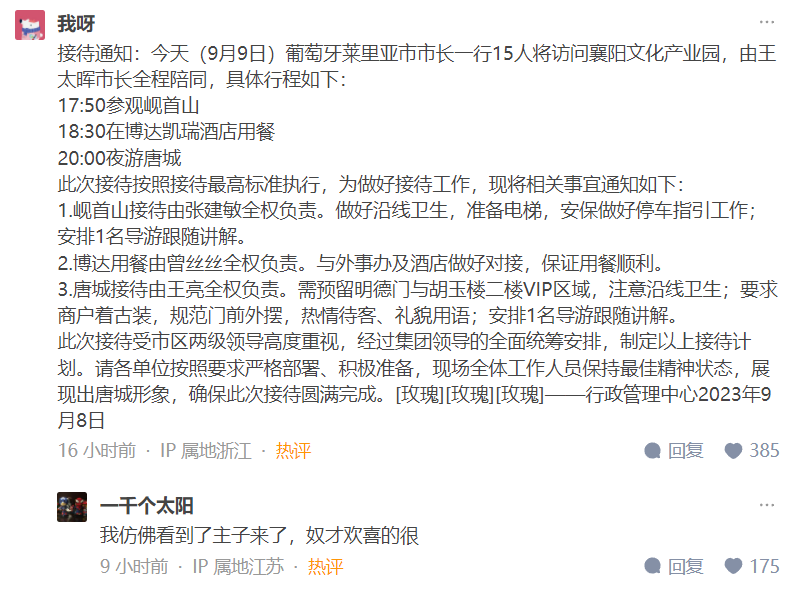 我呀
接待通知：今天（9月9日）葡萄牙莱里亚市市长一行15人将访问襄阳文化产业园，由王
太晖市长全程陪同，具体行程如下：
17:50参观岘首山
18:30在博达凯瑞酒店用餐
20:00夜游唐城
此次接待按照接待最高标准执行，为做好接待工作，现将相关事宜通知如下：
1.岘首山接待由张建敏全权负责。做好沿线卫生，准备电梯，安保做好停车指引工作；
安排1名导游跟随讲解。
2.博达用餐由曾丝丝全权负责。与外事办及酒店做好对接，保证用餐顺利。
3.唐城接待由王亮全权负责。需预留明德门与胡玉楼二楼VIP区域，注意沿线卫生；要求
商户着古装，规范门前外摆，热情待客、礼貌用语；安排1名导游跟随讲解。
此次接待受市区两级领导高度重视，经过集团领导的全面统筹安排，制定以上接待计
划。请各单位按照要求严格部署、积极准备，现场全体工作人员保持最佳精神状态，展
现出唐城形象，确保此次接待圆满完成。[玫瑰][玫瑰][玫瑰]——行政管理中心2023年9
月8日
16 小时前 · IP 属地浙江 · 热评 回复 385
一千个太阳
我仿佛看到了主子来了，奴才欢喜的很
9 小时前 · IP 属地江苏 · 热评 回复 175